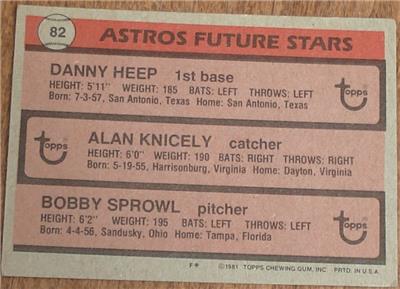 82
ASTROS FUTURE STARS
DANNY HEEP 1st base
HEIGHT: 5'11" WEIGHT: 185 BATS: LEFT THROWS: LEFT
Born: 7-3-57, San Antonio, Texas Home: San Antonio, Texas
Topps
ALAN KNICELY catcher
HEIGHT: 6'0" WEIGHT: 190 BATS: RIGHT THROWS: RIGHT
Born: 5-19-55, Harrisonburg, Virginia Home: Dayton, Virginia
Topps
BOBBY SPROWL pitcher
HEIGHT: 6'2" WEIGHT: 195 BATS: LEFT THROWS: LEFT
Born: 4-4-56, Sandusky, Ohio Home: Tampa, Florida
Topps
F* © 1981 TOPPS CHEWING GUM, INC. PRTD. IN U.S.A.